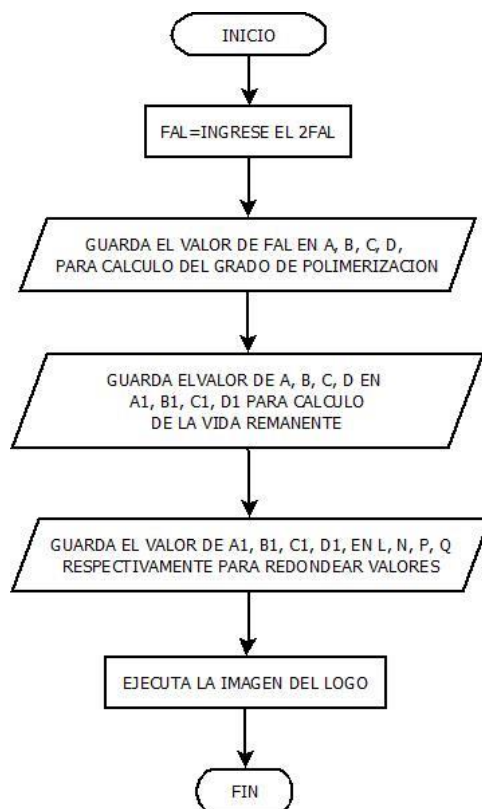 INICIO
FAL=INGRESE EL 2FAL
GUARDA EL VALOR DE FAL EN A, B, C, D,
PARA CALCULO DEL GRADO DE POLIMERIZACION
GUARDA ELVALOR DE A, B, C, D EN
A1, B1, C1, D1 PARA CALCULO
DE LA VIDA REMANENTE
GUARDA EL VALOR DE A1, B1, C1, D1, EN L, N, P, Q
RESPECTIVAMENTE PARA REDONDEAR VALORES
EJECUTA LA IMAGEN DEL LOGO
FIN